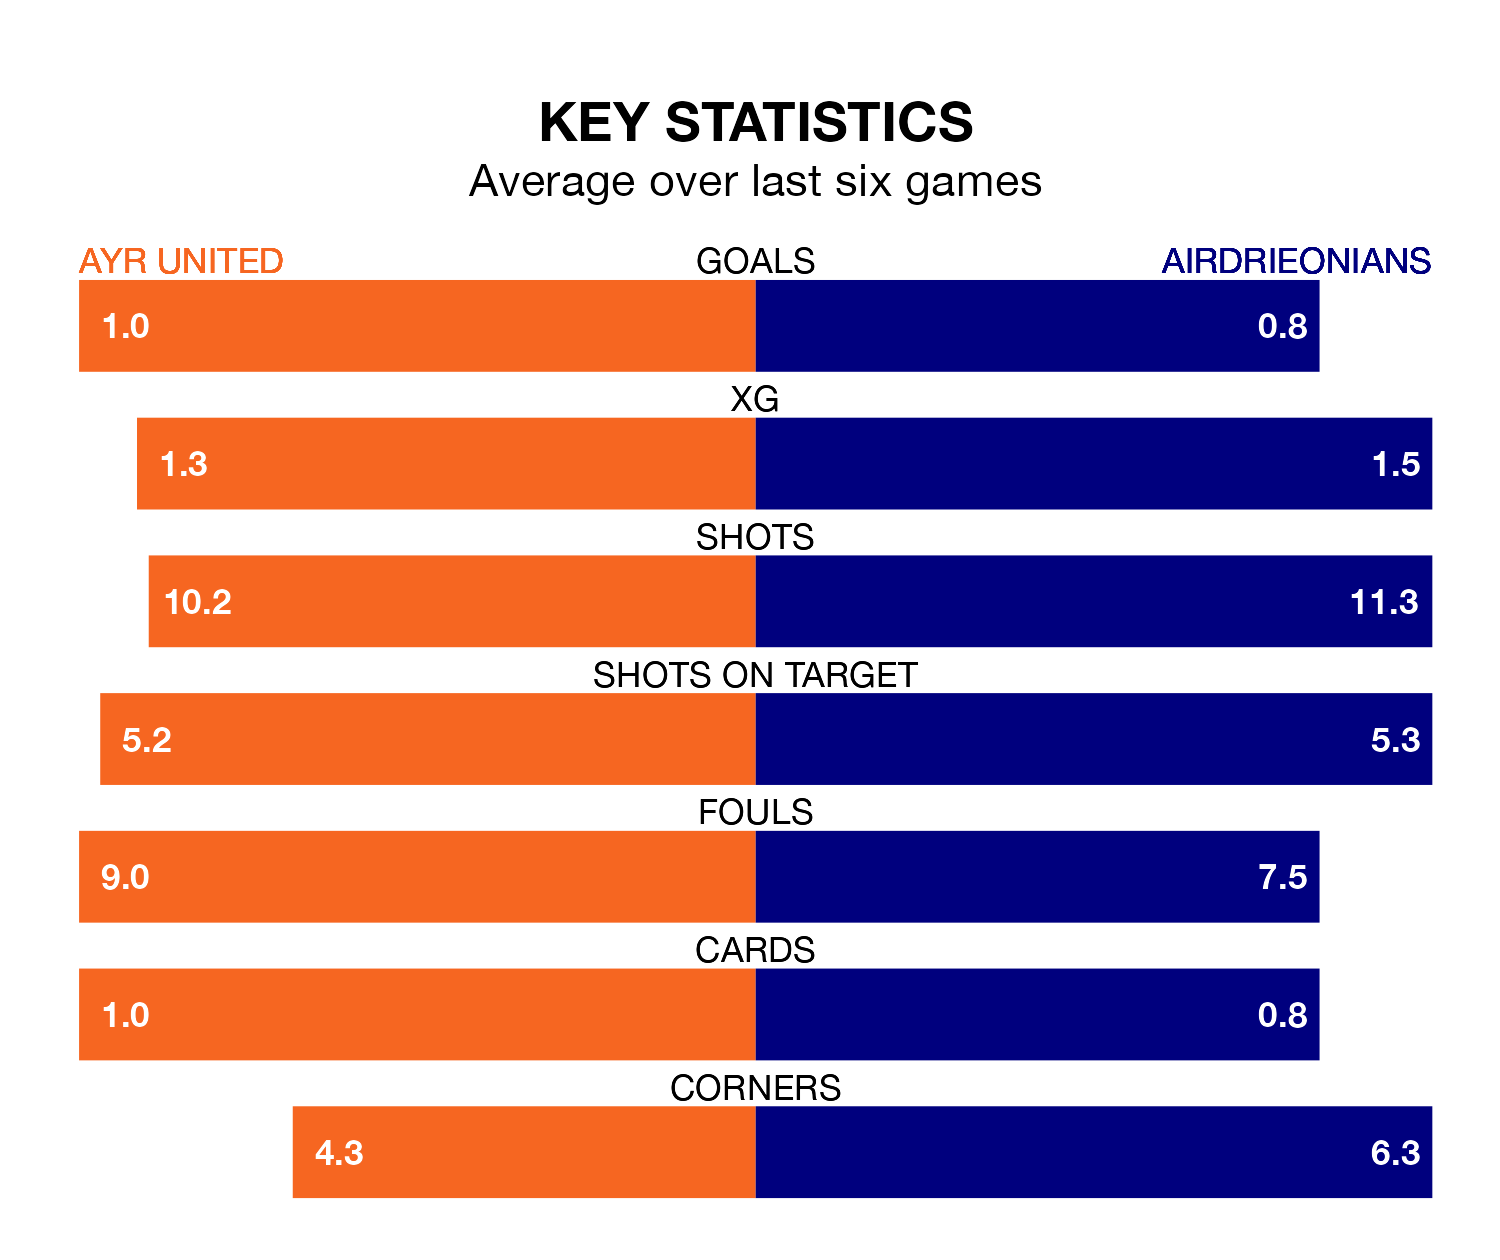 KEY STATISTICS
Average over last six games
AYR UNITED GOALS AIRDRIEONIANS
1.0 0.8
XG
1.3 1.5
SHOTS
10.2 11.3
SHOTS ON TARGET
5.2 5.3
FOULS
9.0 7.5
CARDS
1.0 0.8
CORNERS
4.3 6.3